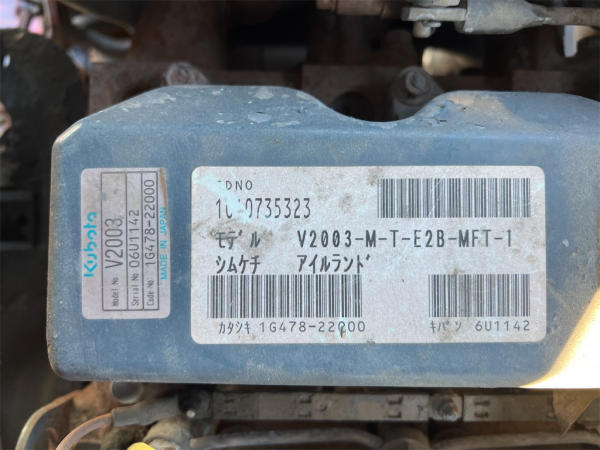 Kubota
Model No V2003
Serial No 06U1142
Code No 1G478-22000
MADE IN JAPAN
モデル V2003-M-T-E2B-MFT-1
シムケチ アイルランド
カタシキ 1G478-22000
キバン 6U1142